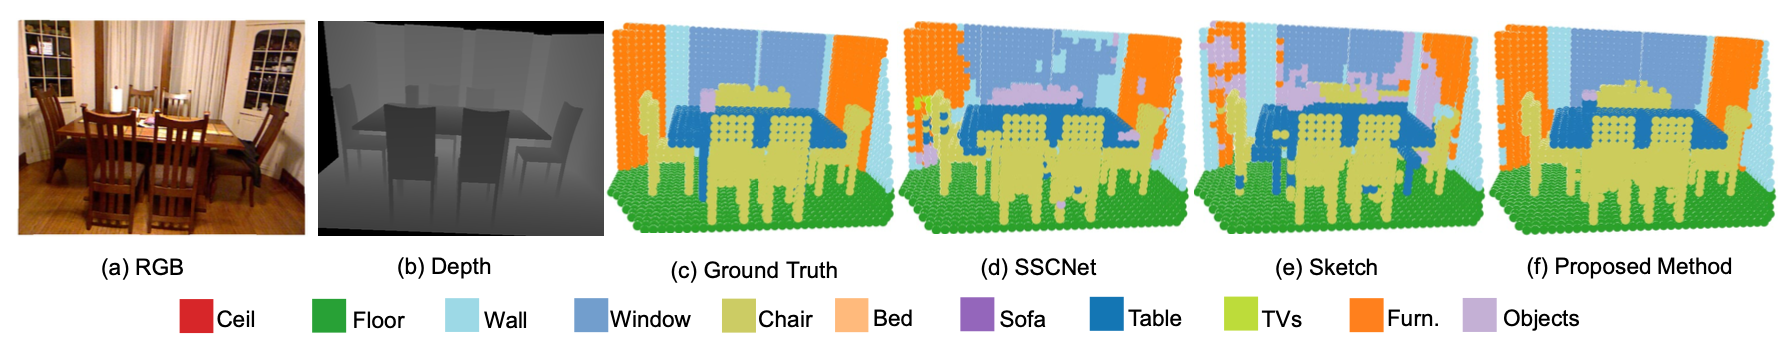 (a) RGB (b) Depth (c) Ground Truth (d) SSCNet (e) Sketch (f) Proposed Method
Ceil Floor Wall Window Chair Bed Sofa Table TVs Furn. Objects